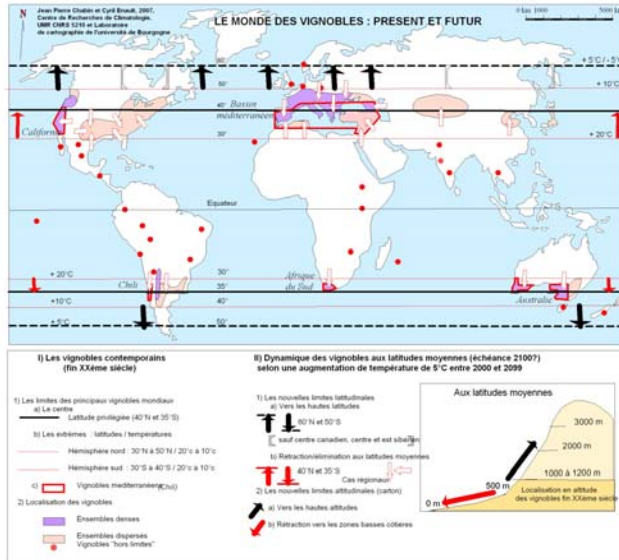 Jean Pierre Chabin et Cyril Enault, 2007,
Centre de Recherches de Climatologie,
UMR CNRS 5210 et Laboratoire
de cartographie de l'université de Bourgogne
N
LE MONDE DES VIGNOBLES : PRESENT ET FUTUR
0 km 1000 5000 km
60°
+ 5°C / - 5°C
50°
+ 10°C
40°
Bassin
méditerranéen
Californie
30°
+ 20°C
Equateur
+ 20°C
30°
Chili
35°
Afrique
du Sud
Australie
+10°C
40°
+ 5°C
50°
I) Les vignobles contemporains
(fin XXéme siécle)
1) Les limites des principaux vignobles mondiaux
a) Le centre
Latitude privilégiée (40°N et 35°S)
b) Les extrêmes : latitudes / températures
Hémisphère nord : 30°N à 50°N / 20°c à 10°c
Hémisphère sud : 30°S à 40°S / 20°c à 10°c
c) Vignobles mediterranéens (Chili)
2) Localisation des vignobles
Ensembles denses
Ensembles dispersés
Vignobles "hors limites"
II) Dynamique des vignobles aux latitudes moyennes (échéance 2100?)
selon une augmentation de température de 5°C entre 2000 et 2099
1) Les nouvelles limites latitudinales
a) Vers les hautes latitudes
60°N et 50°S
sauf centre canadien, centre et est sibérien
b) Rétraction/élimination aux latitudes moyennes
40°N et 35°S
Cas régionaux
2) Les nouvelles limites altitudinales (carton)
a) Vers les hautes altitudes
b) Rétraction vers les zones basses côtières
Aux latitudes moyennes
3000 m
2000 m
1000 à 1200 m
500 m
0 m
Localisation en altitude
des vignobles fin XXéme siècle